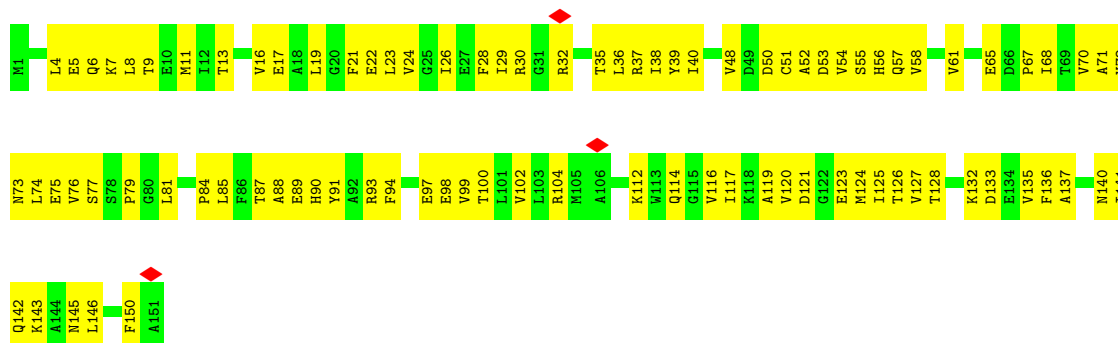 M1 L4 E5 Q6 K7 L8 T9 E10 M11 I12 T13 V16 E17 A18 L19 G20 F21 E22 L23 V24 G25 I26 E27 F28 I29 R30 G31 R32 T35 L36 R37 I38 Y39 I40 V48 D49 D50 C51 A52 D53 V54 S55 H56 Q57 V58 V61 E65 D66 P67 I68 T69 V70 A71
N73 L74 E75 V76 S77 S78 P79 G80 L81 P84 L85 F86 T87 A88 E89 H90 Y91 A92 R93 F94 E97 E98 V99 T100 L101 V102 L103 R104 M105 A106 K112 W113 Q114 G115 V116 I117 K118 A119 V120 D121 G122 E123 M124 I125 T126 V127 T128 K132 D133 E134 V135 F136 A137 N140
Q142 K143 A144 N145 L146 F150 A151